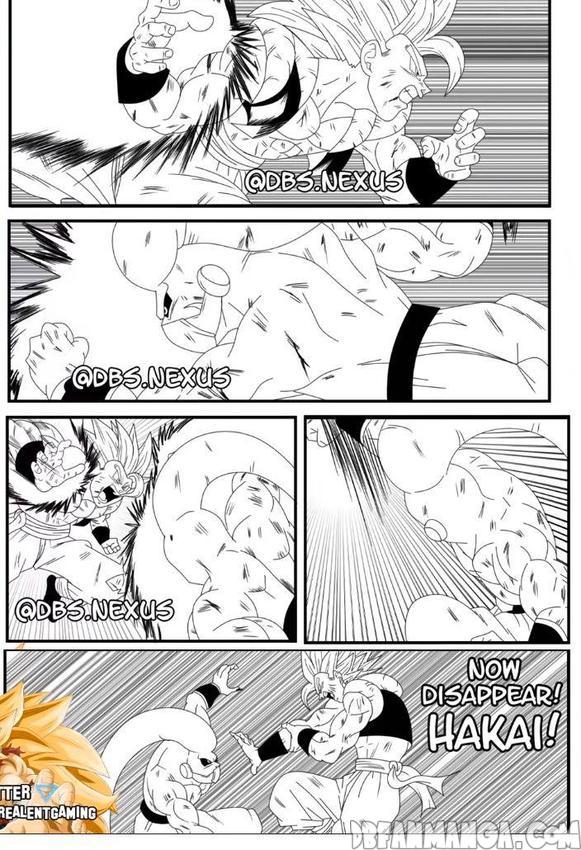 @DBS.NEXUS
@DBS.NEXUS
@DBS.NEXUS
NOW
DISAPPEAR!
HAKAI!
TTER
REALENTGAMING
DBFANMANGA.COM